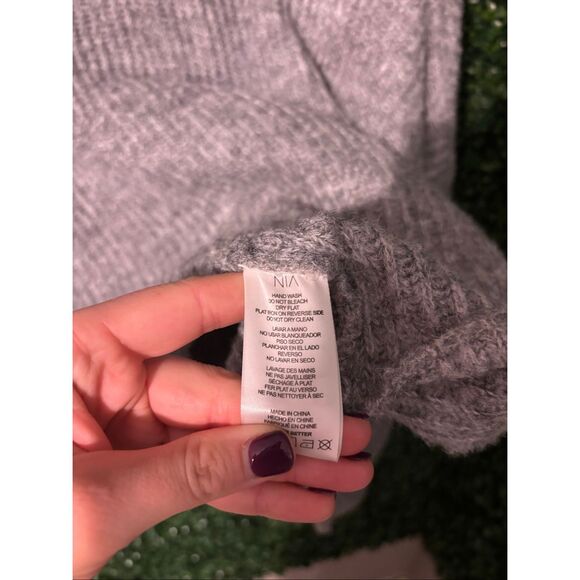 NIA
HAND WASH
DO NOT BLEACH
DRY FLAT
FLAT IRON ON REVERSE SIDE
DO NOT DRY CLEAN
LAVAR A MANO
NO USAR BLANQUEADOR
PISO SECO
PLANCHAR EN EL LADO
REVERSO
NO LAVAR EN SECO
LAVAGE DES MAINS
NE PAS JAVELLISER
SÉCHAGE À PLAT
FER PLAT AU VERSO
NE PAS NETTOYER À SEC
MADE IN CHINA
HECHO EN CHINE
FABRIQUÉ EN CHINE
BETTER